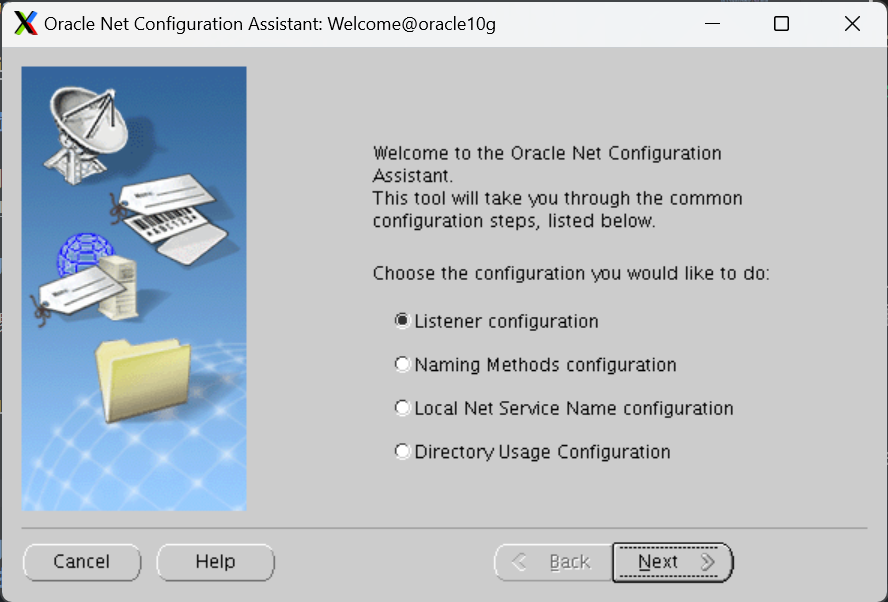 Oracle Net Configuration Assistant: Welcome@oracle10g
Welcome to the Oracle Net Configuration
Assistant.
This tool will take you through the common
configuration steps, listed below.
Choose the configuration you would like to do:
Listener configuration
Naming Methods configuration
Local Net Service Name configuration
Directory Usage Configuration
Cancel
Help
Back
Next